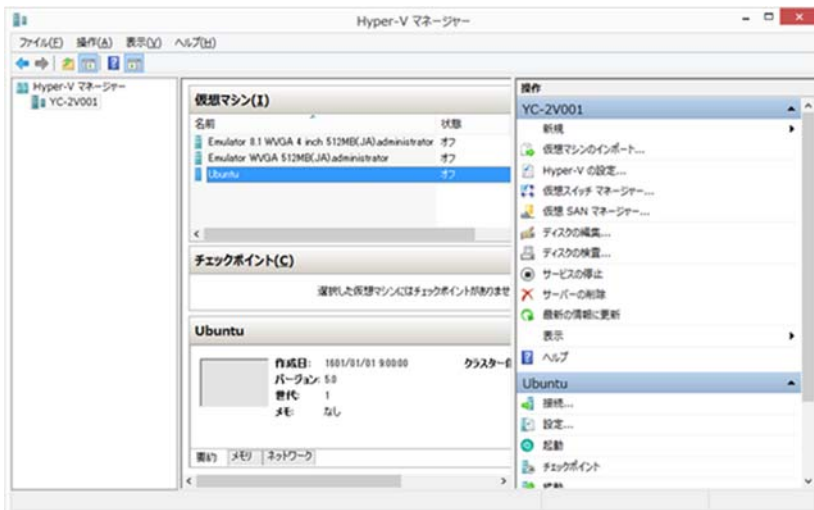 Hyper-V マネージャー
ファイル(F) 操作(A) 表示(V) ヘルプ(H)
Hyper-V マネージャー
YC-2V001
仮想マシン(I)
名前 状態
Emulator 8.1 WVGA 4 inch 512MB(JA).administrator オフ
Emulator WVGA 512MB(JA).administrator オフ
Ubuntu オフ
チェックポイント(C)
選択した仮想マシンにはチェックポイントがありませ
Ubuntu
作成日: 1601/01/01 9:00:00 クラスター
バージョン: 5.0
世代: 1
メモ: なし
要約 メモリ ネットワーク
操作
YC-2V001
新規
仮想マシンのインポート...
Hyper-V の設定...
仮想スイッチ マネージャー...
仮想 SAN マネージャー...
ディスクの編集...
ディスクの検査...
サービスの停止
サーバーの削除
最新の情報に更新
表示
ヘルプ
Ubuntu
接続...
設定...
起動
チェックポイント